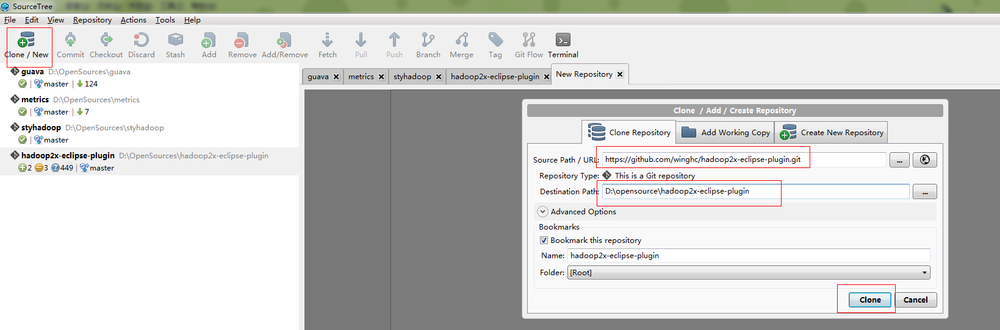 SourceTree
File Edit View Repository Actions Tools Help
Clone / New Commit Checkout Discard Stash Add Remove Add/Remove Fetch Pull Push Branch Merge Tag Git Flow Terminal
guava D:\OpenSources\guava
master 124
metrics D:\OpenSources\metrics
master 7
styhadoop D:\OpenSources\styhadoop
master
hadoop2x-eclipse-plugin D:\OpenSources\hadoop2x-eclipse-plugin
2 3 449 master
guava metrics styhadoop hadoop2x-eclipse-plugin New Repository
Clone / Add / Create Repository
Clone Repository Add Working Copy Create New Repository
Source Path / URL: https://github.com/winghc/hadoop2x-eclipse-plugin.git ...
Repository Type: This is a Git repository
Destination Path: D:\opensource\hadoop2x-eclipse-plugin ...
Advanced Options
Bookmarks
Bookmark this repository
Name: hadoop2x-eclipse-plugin
Folder: [Root]
Clone Cancel